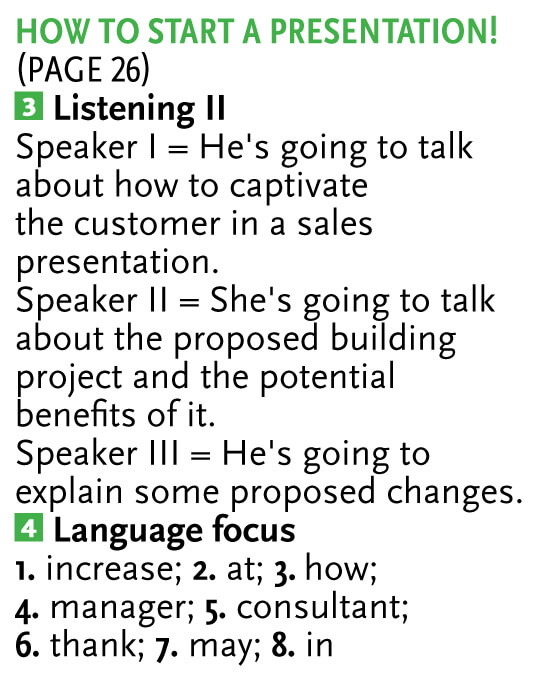 HOW TO START A PRESENTATION!
(PAGE 26)
3 Listening II
Speaker I = He's going to talk
about how to captivate
the customer in a sales
presentation.
Speaker II = She's going to talk
about the proposed building
project and the potential
benefits of it.
Speaker III = He's going to
explain some proposed changes.
4 Language focus
1. increase; 2. at; 3. how;
4. manager; 5. consultant;
6. thank; 7. may; 8. in